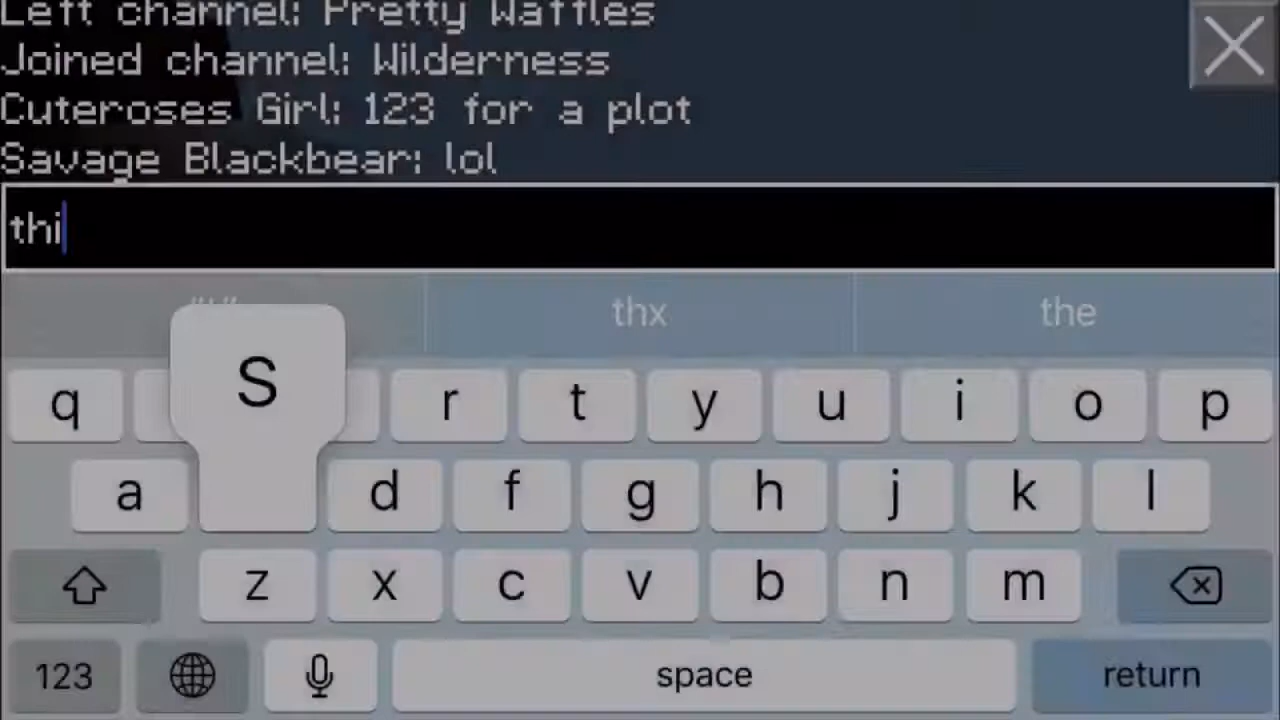 Left channel: Pretty Waffles
Joined channel: Wilderness
Cuteroses Girl: 123 for a plot
Savage Blackbear: lol
thi
thx the
S
q r t y u i o p
a d f g h j k l
z x c v b n m
123 space return